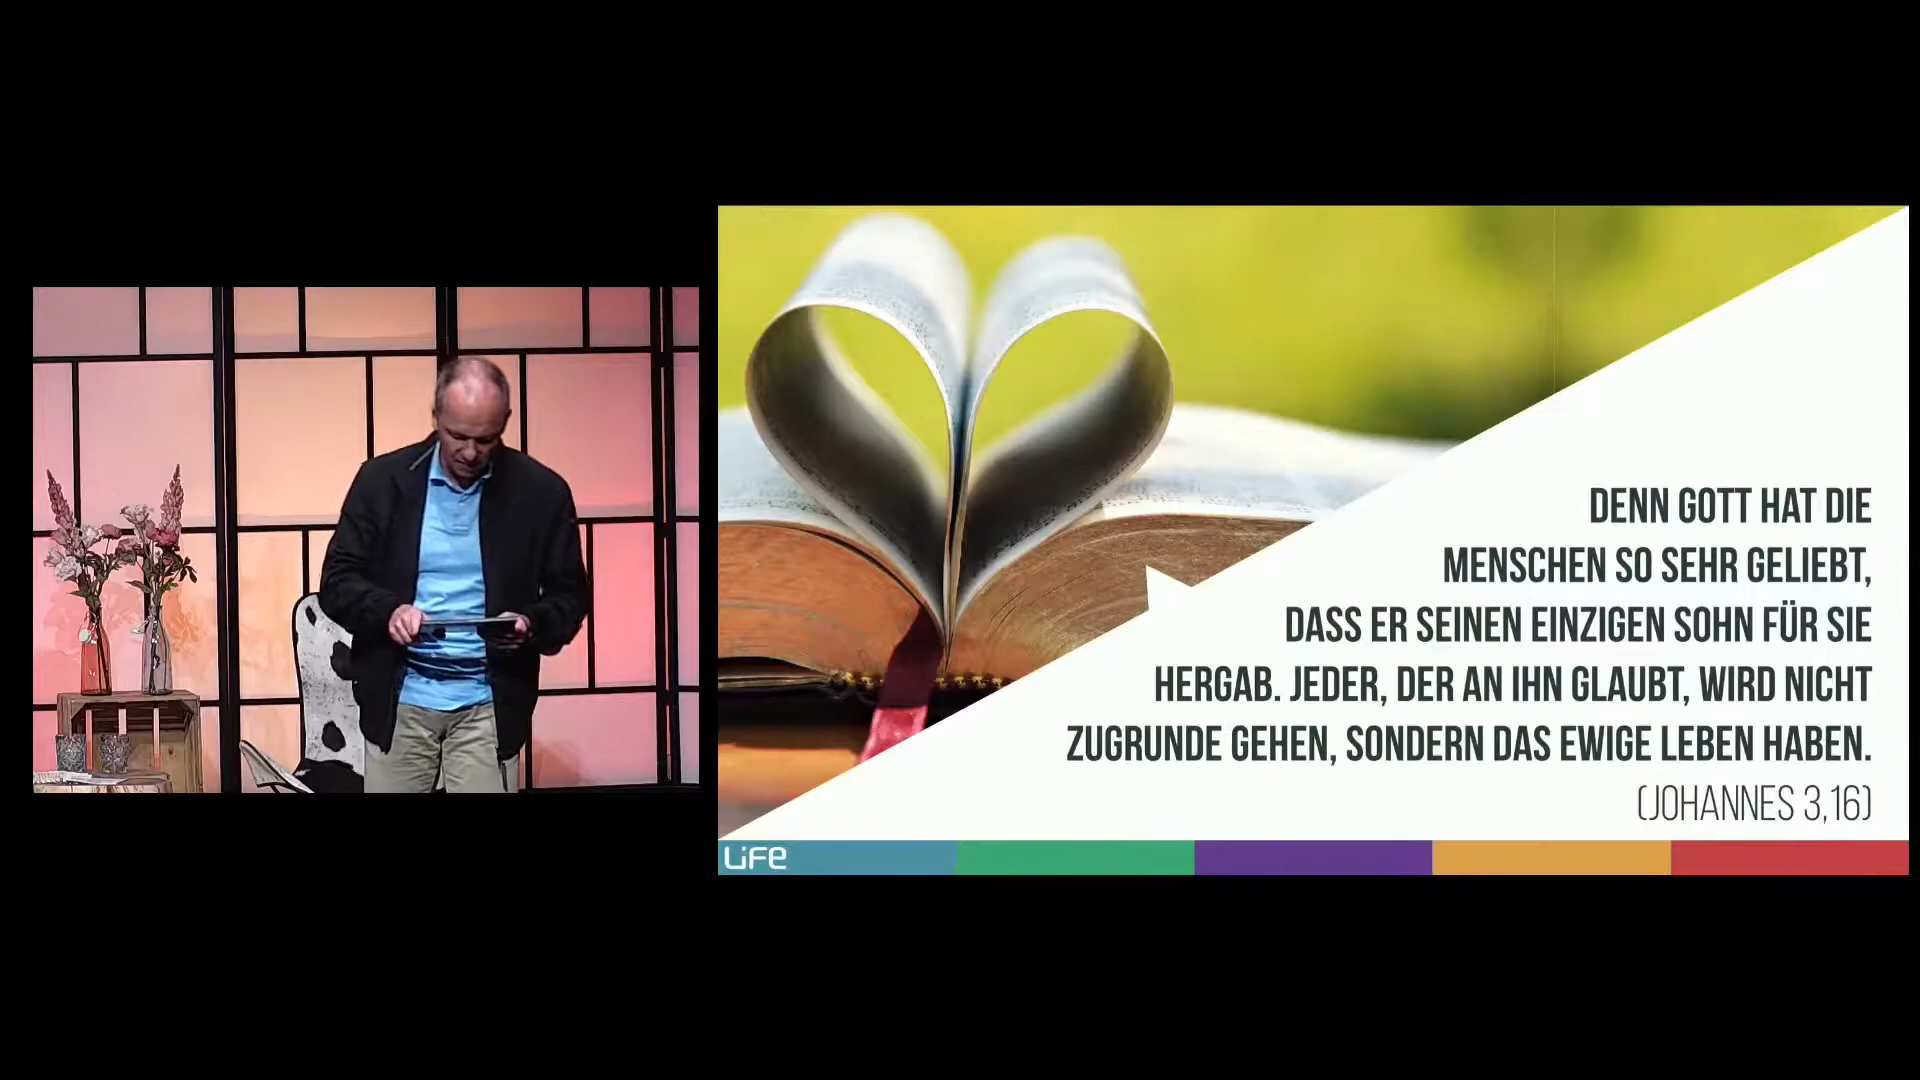 DENN GOTT HAT DIE
MENSCHEN SO SEHR GELIEBT,
DASS ER SEINEN EINZIGEN SOHN FÜR SIE
HERGAB. JEDER, DER AN IHN GLAUBT, WIRD NICHT
ZUGRUNDE GEHEN, SONDERN DAS EWIGE LEBEN HABEN.
(JOHANNES 3,16)
LiFe